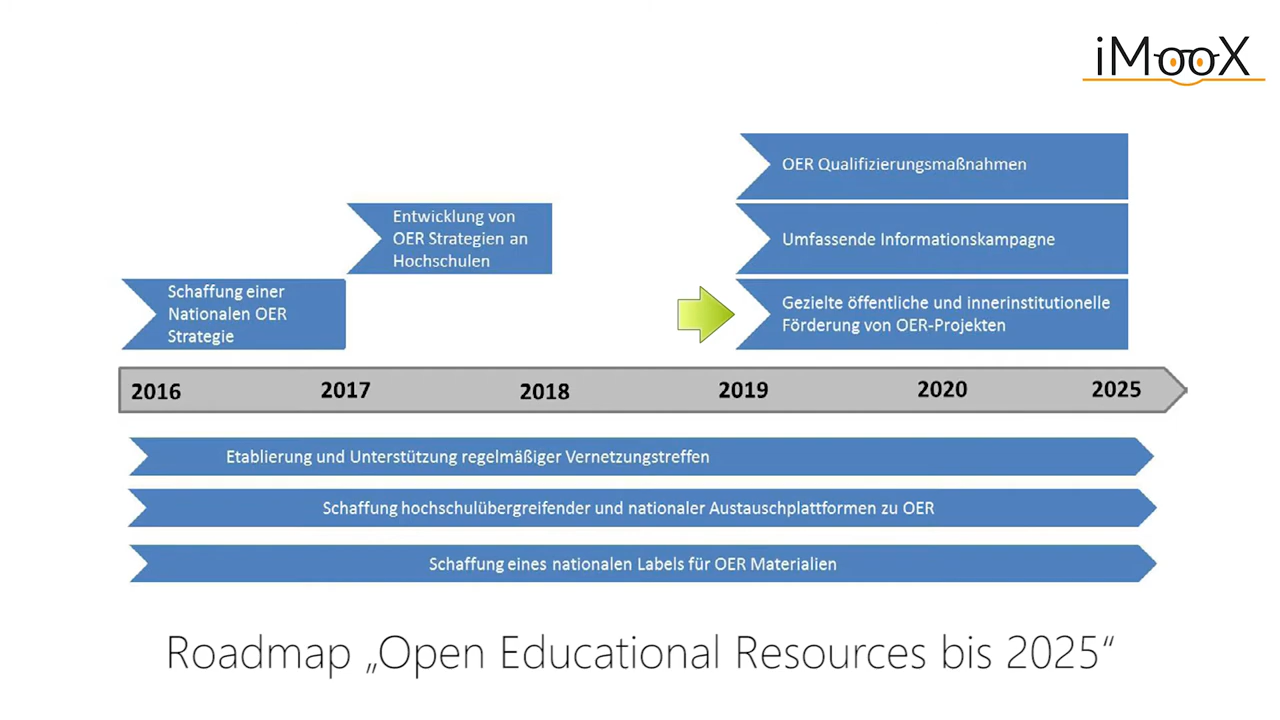 iMooX
OER Qualifizierungsmaßnahmen
Entwicklung von
OER Strategien an
Hochschulen
Umfassende Informationskampagne
Schaffung einer
Nationalen OER
Strategie
Gezielte öffentliche und innerinstitutionelle
Förderung von OER-Projekten
2016 2017 2018 2019 2020 2025
Etablierung und Unterstützung regelmäßiger Vernetzungstreffen
Schaffung hochschulübergreifender und nationaler Austauschplattformen zu OER
Schaffung eines nationalen Labels für OER Materialien
Roadmap „Open Educational Resources bis 2025“